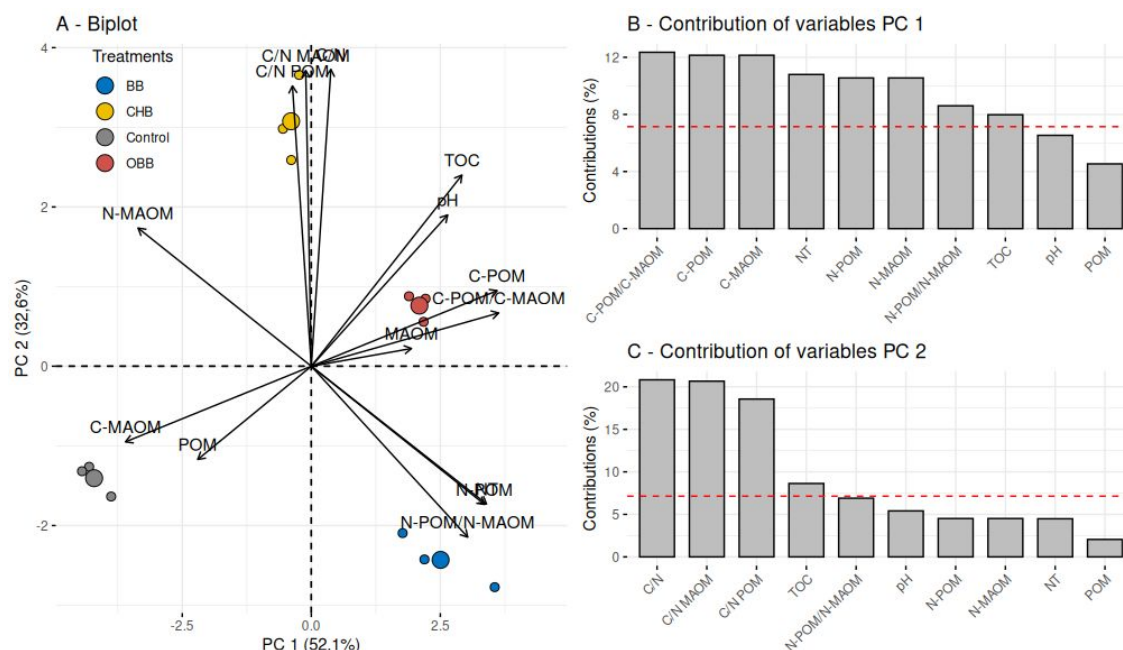 A - Biplot
Treatments
BB
CHB
Control
OBB
C/N MAOM
C/N
C/N POM
TOC
pH
N-MAOM
C-POM
C-POM/C-MAOM
MAOM
C-MAOM
POM
N-POM
NT
N-POM/N-MAOM
4
2
0
-2
PC 2 (32,6%)
-2.5
0.0
2.5
PC 1 (52,1%)
B - Contribution of variables PC 1
12
8
4
0
Contributions (%)
C-POM/C-MAOM
C-POM
C-MAOM
NT
N-POM
N-MAOM
N-POM/N-MAOM
TOC
pH
POM
C - Contribution of variables PC 2
20
15
10
5
0
Contributions (%)
C/N
C/N MAOM
C/N POM
TOC
N-POM/N-MAOM
pH
N-POM
N-MAOM
NT
POM